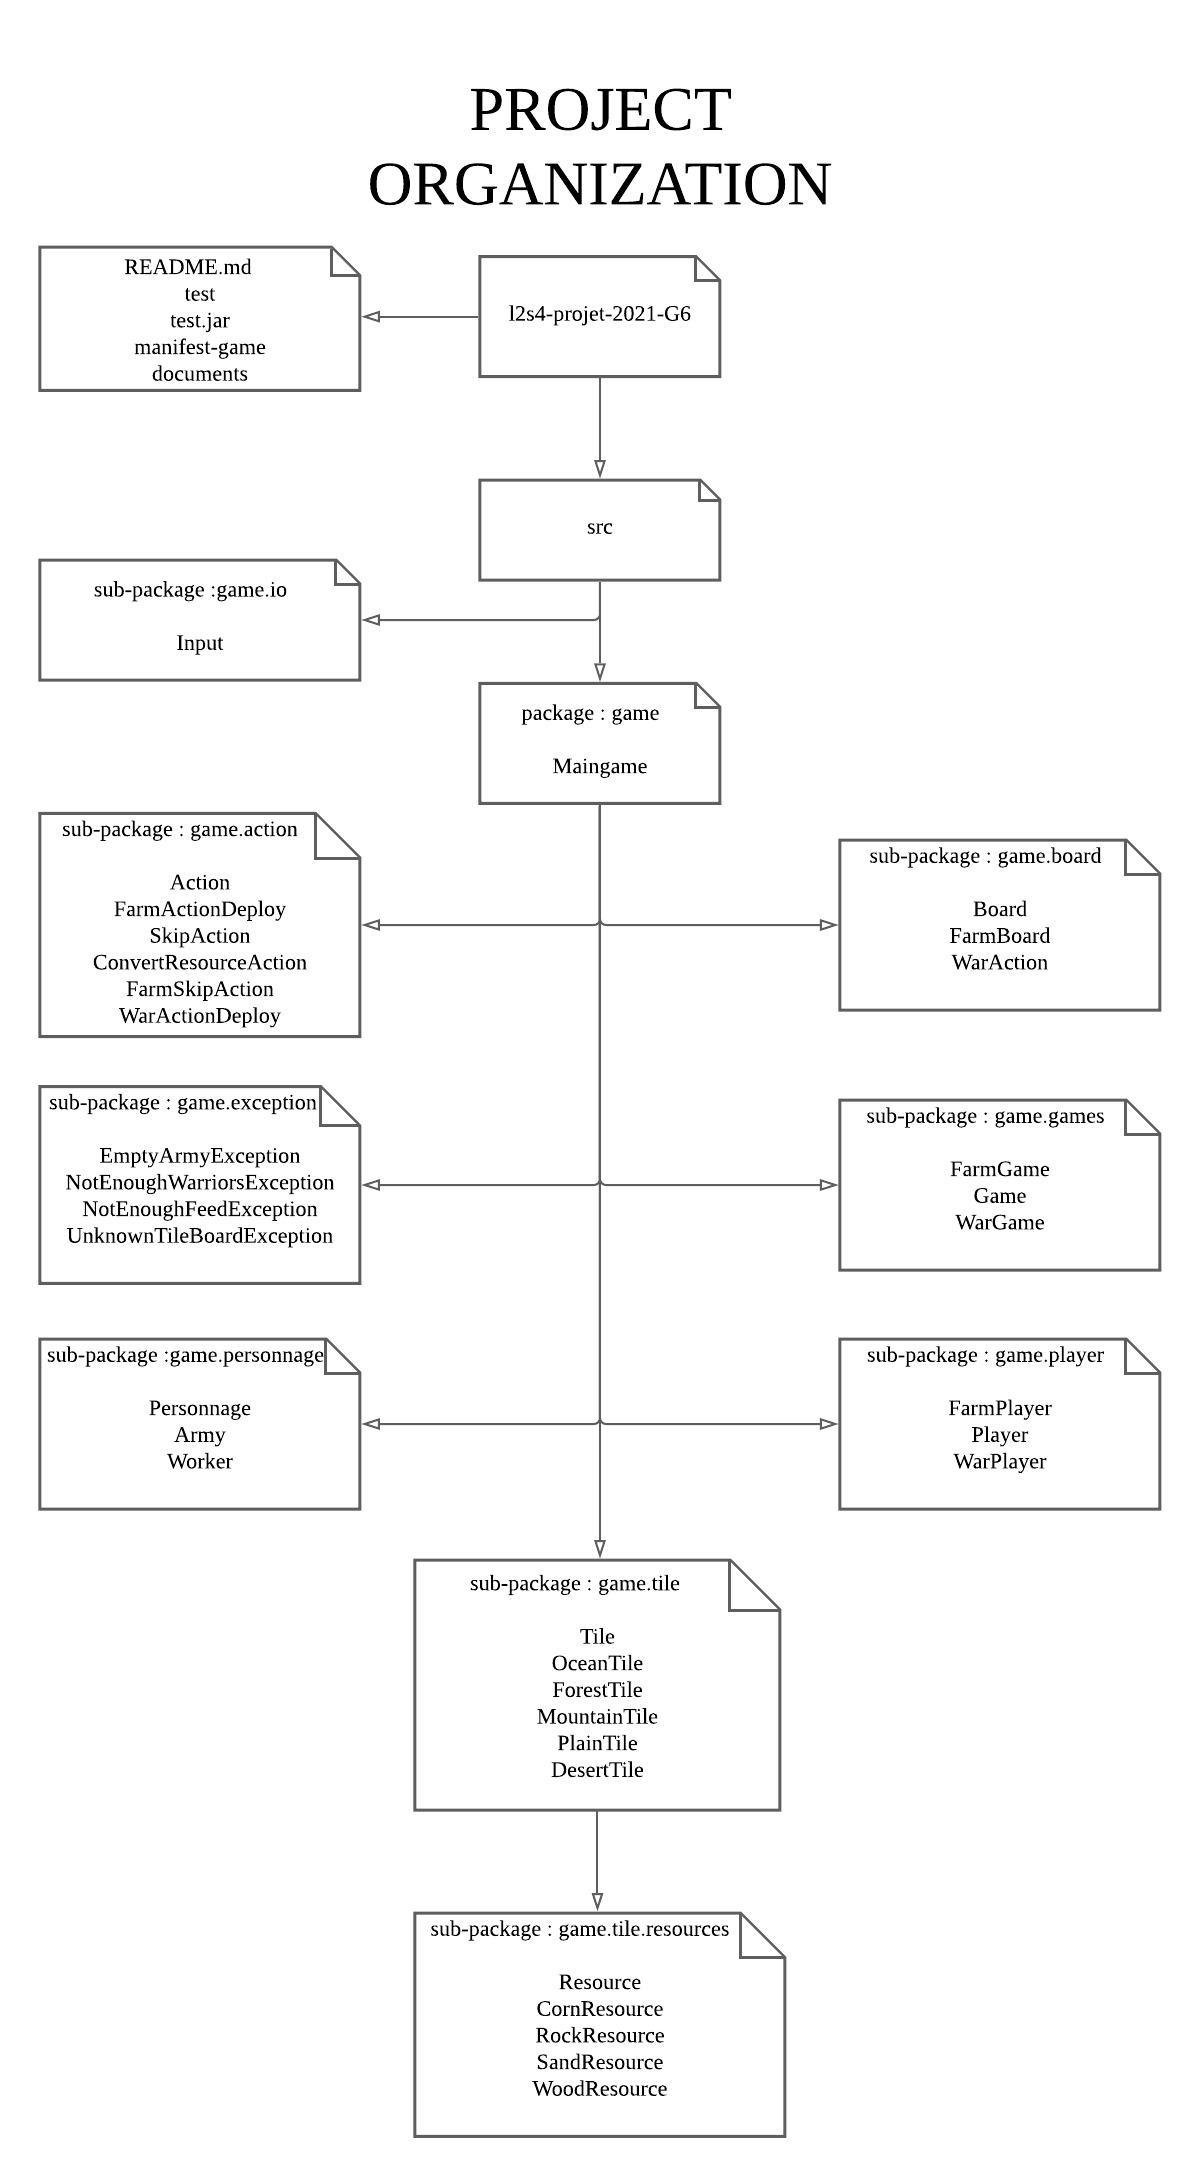 PROJECT
ORGANIZATION
README.md
test
test.jar
manifest-game
documents
l2s4-projet-2021-G6
src
sub-package :game.io
Input
package : game
Maingame
sub-package : game.action
Action
FarmActionDeploy
SkipAction
ConvertResourceAction
FarmSkipAction
WarActionDeploy
sub-package : game.board
Board
FarmBoard
WarAction
sub-package : game.exception
EmptyArmyException
NotEnoughWarriorsException
NotEnoughFeedException
UnknownTileBoardException
sub-package : game.games
FarmGame
Game
WarGame
sub-package :game.personnage
Personnage
Army
Worker
sub-package : game.player
FarmPlayer
Player
WarPlayer
sub-package : game.tile
Tile
OceanTile
ForestTile
MountainTile
PlainTile
DesertTile
sub-package : game.tile.resources
Resource
CornResource
RockResource
SandResource
WoodResource